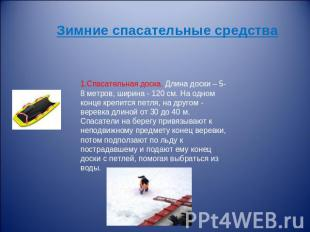 Зимние спасательные средства
1.Спасательная доска. Длина доски – 5-
8 метров, ширина - 120 см. На одном
конце крепится петля, на другом -
веревка длиной от 30 до 40 м.
Спасатели на берегу привязывают к
неподвижному предмету конец веревки,
потом подползают по льду к
пострадавшему и подают ему конец
доски с петлей, помогая выбраться из
воды.
PPt4WEB.ru